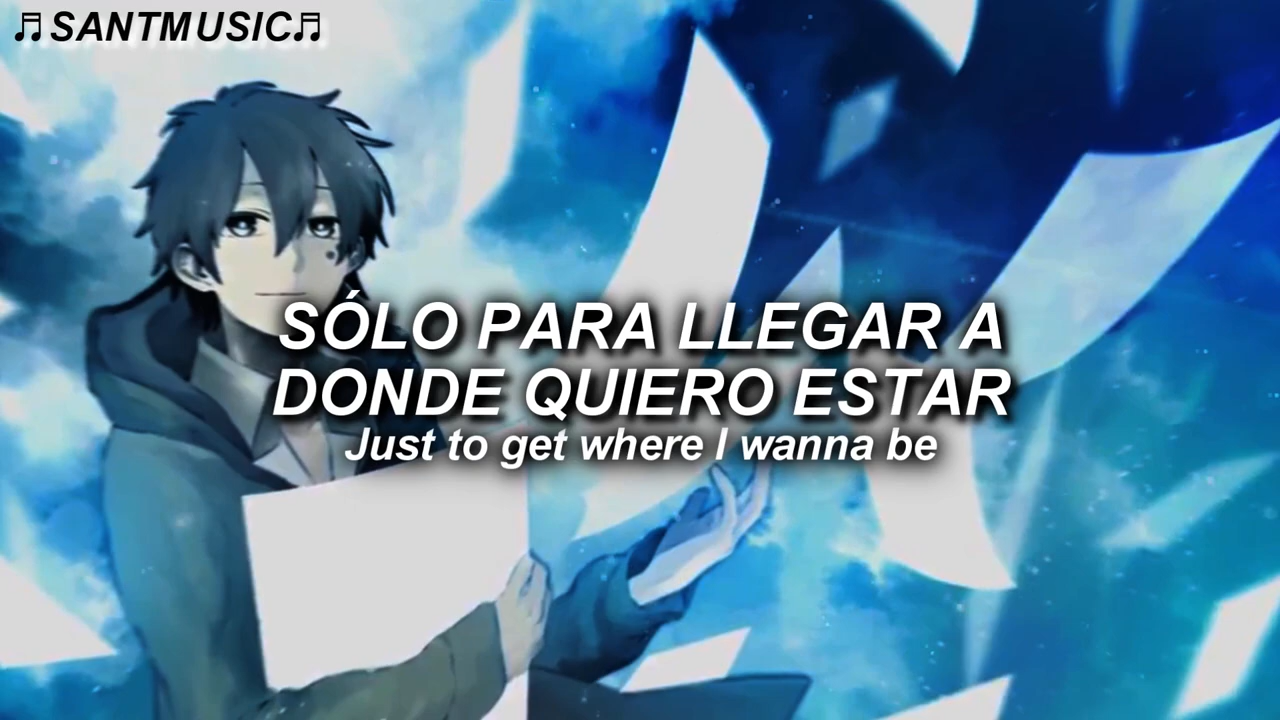 ♬SANTMUSIC♬
SÓLO PARA LLEGAR A
DONDE QUIERO ESTAR
Just to get where I wanna be